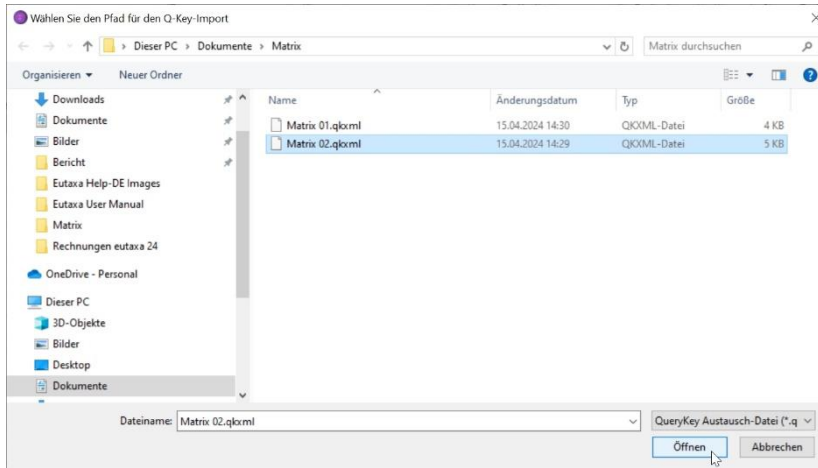 Wählen Sie den Pfad für den Q-Key-Import
Dieser PC > Dokumente > Matrix
Matrix durchsuchen
Organisieren
Neuer Ordner
Downloads
Dokumente
Bilder
Bericht
Eutaxa Help-DE Images
Eutaxa User Manual
Matrix
Rechnungen eutaxa 24
OneDrive - Personal
Dieser PC
3D-Objekte
Bilder
Desktop
Dokumente
Name Änderungsdatum Typ Größe
Matrix 01.qkxml 15.04.2024 14:30 QKXML-Datei 4 KB
Matrix 02.qkxml 15.04.2024 14:29 QKXML-Datei 5 KB
Dateiname: Matrix 02.qkxml
QueryKey Austausch-Datei (*.q
Öffnen Abbrechen